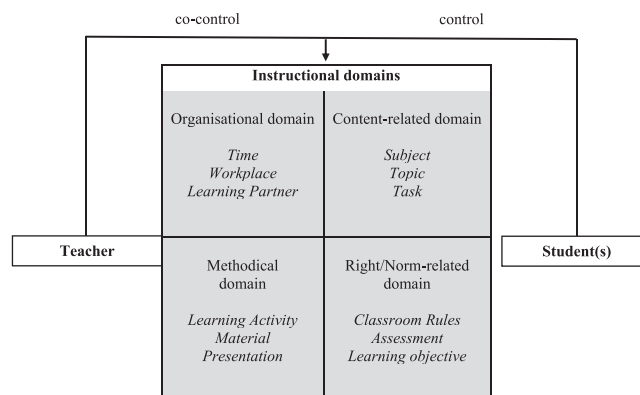 co-control
control
Instructional domains
Organisational domain
Time
Workplace
Learning Partner
Content-related domain
Subject
Topic
Task
Teacher
Student(s)
Methodical
domain
Learning Activity
Material
Presentation
Right/Norm-related
domain
Classroom Rules
Assessment
Learning objective